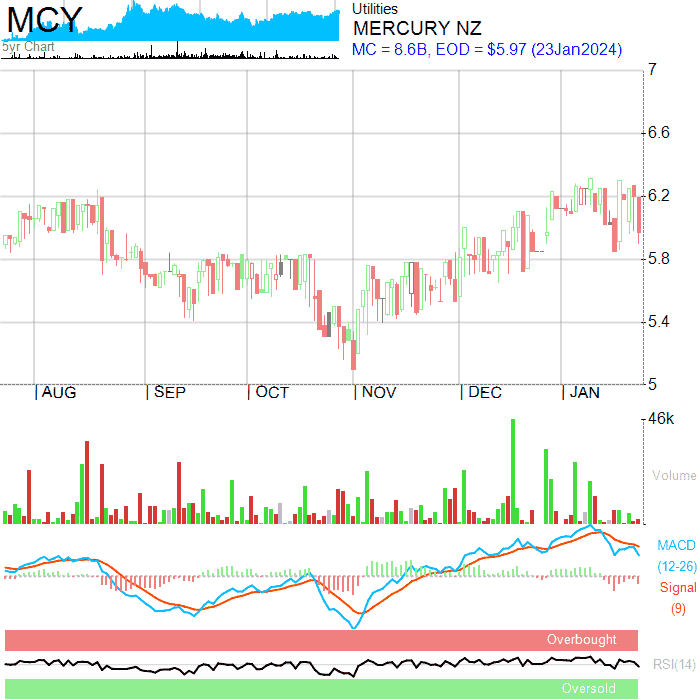 MCY
5yr Chart
Utilities
MERCURY NZ
MC = 8.6B, EOD = $5.97 (23Jan2024)
7
6.6
6.2
5.8
5.4
5
|AUG |SEP |OCT |NOV |DEC |JAN
46k
Volume
MACD
(12-26)
Signal
(9)
Overbought
RSI(14)
Oversold